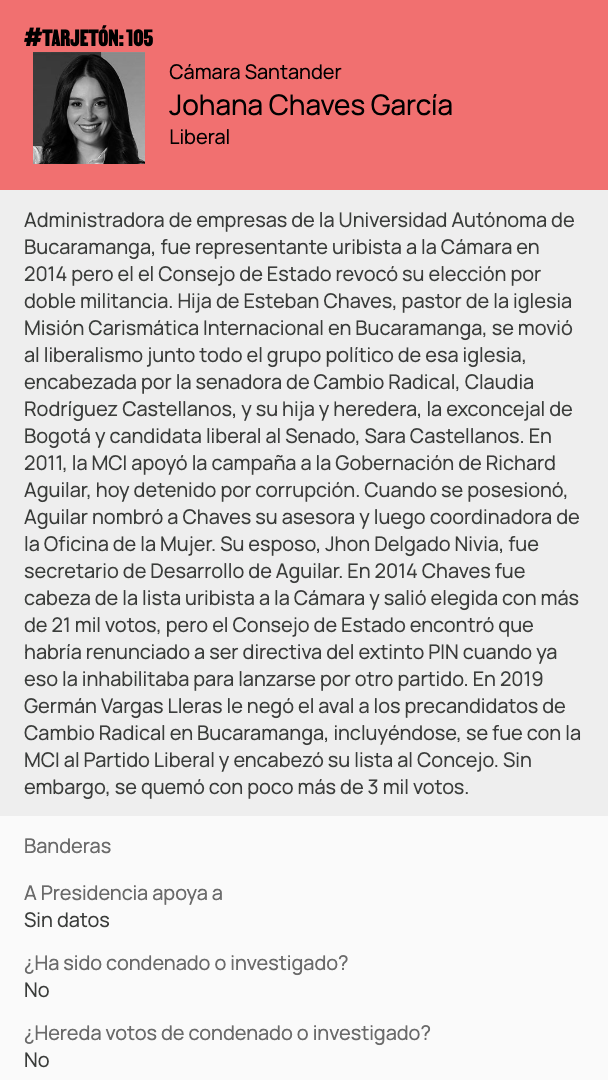 #TARJETÓN: 105
Cámara Santander
Johana Chaves García
Liberal
Administradora de empresas de la Universidad Autónoma de
Bucaramanga, fue representante uribista a la Cámara en
2014 pero el el Consejo de Estado revocó su elección por
doble militancia. Hija de Esteban Chaves, pastor de la iglesia
Misión Carismática Internacional en Bucaramanga, se movió
al liberalismo junto todo el grupo político de esa iglesia,
encabezada por la senadora de Cambio Radical, Claudia
Rodríguez Castellanos, y su hija y heredera, la exconcejal de
Bogotá y candidata liberal al Senado, Sara Castellanos. En
2011, la MCI apoyó la campaña a la Gobernación de Richard
Aguilar, hoy detenido por corrupción. Cuando se posesionó,
Aguilar nombró a Chaves su asesora y luego coordinadora de
la Oficina de la Mujer. Su esposo, Jhon Delgado Nivia, fue
secretario de Desarrollo de Aguilar. En 2014 Chaves fue
cabeza de la lista uribista a la Cámara y salió elegida con más
de 21 mil votos, pero el Consejo de Estado encontró que
habría renunciado a ser directiva del extinto PIN cuando ya
eso la inhabilitaba para lanzarse por otro partido. En 2019
Germán Vargas Lleras le negó el aval a los precandidatos de
Cambio Radical en Bucaramanga, incluyéndose, se fue con la
MCI al Partido Liberal y encabezó su lista al Concejo. Sin
embargo, se quemó con poco más de 3 mil votos.
Banderas
A Presidencia apoya a
Sin datos
¿Ha sido condenado o investigado?
No
¿Hereda votos de condenado o investigado?
No